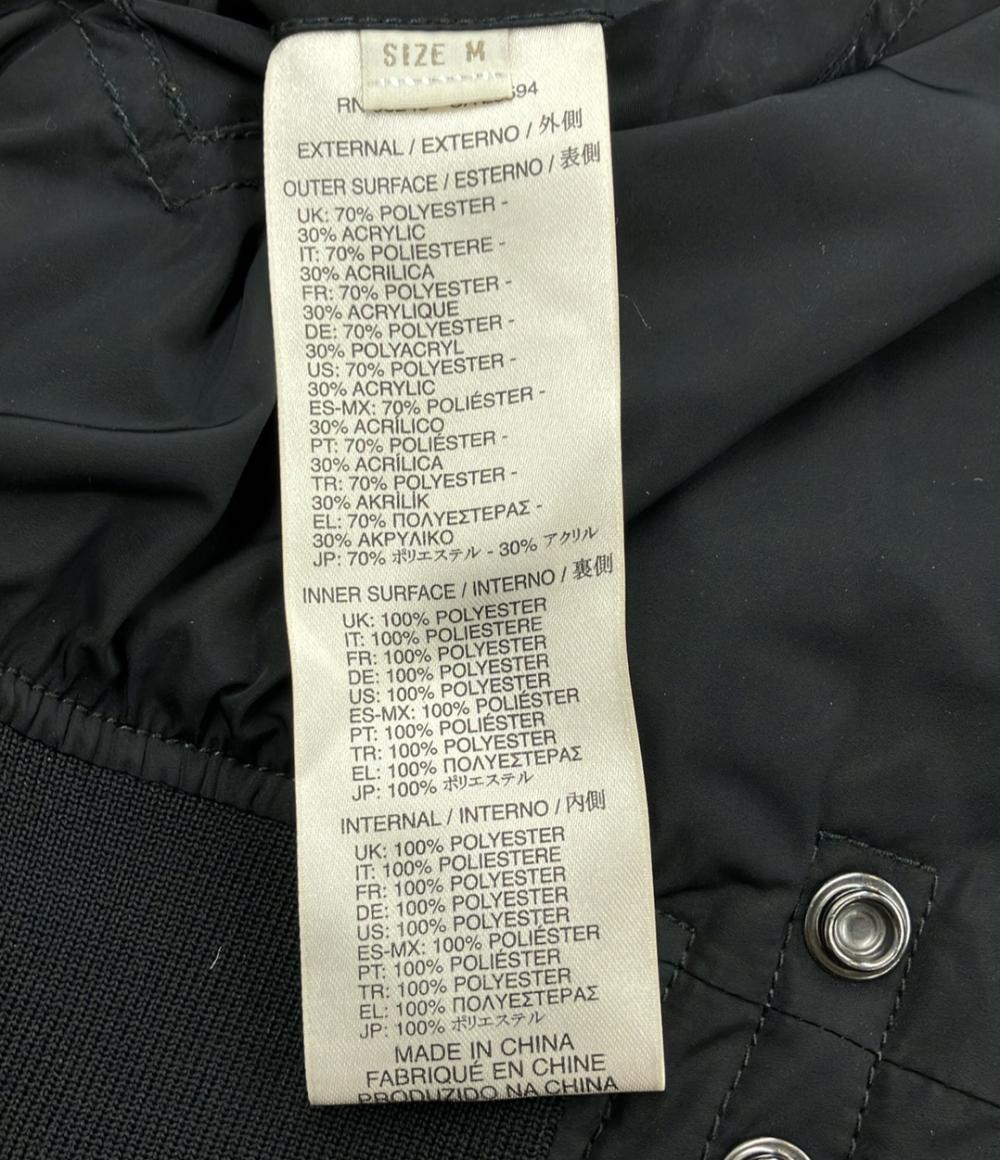 SIZE M
RN 94
EXTERNAL / EXTERNO / 外側
OUTER SURFACE / ESTERNO / 表側
UK: 70% POLYESTER -
30% ACRYLIC
IT: 70% POLIESTERE -
30% ACRILICA
FR: 70% POLYESTER -
30% ACRYLIQUE
DE: 70% POLYESTER -
30% POLYACRYL
US: 70% POLYESTER -
30% ACRYLIC
ES-MX: 70% POLIÉSTER -
30% ACRÍLICO
PT: 70% POLIÉSTER -
30% ACRÍLICA
TR: 70% POLYESTER -
30% AKRİLİK
EL: 70% ΠΟΛΥΕΣΤΕΡΑΣ -
30% ΑΚΡΥΛΙΚΟ
JP: 70% ポリエステル - 30% アクリル
INNER SURFACE / INTERNO / 裏側
UK: 100% POLYESTER
IT: 100% POLIESTERE
FR: 100% POLYESTER
DE: 100% POLYESTER
US: 100% POLYESTER
ES-MX: 100% POLIÉSTER
PT: 100% POLIÉSTER
TR: 100% POLYESTER
EL: 100% ΠΟΛΥΕΣΤΕΡΑΣ
JP: 100% ポリエステル
INTERNAL / INTERNO / 内側
UK: 100% POLYESTER
IT: 100% POLIESTERE
FR: 100% POLYESTER
DE: 100% POLYESTER
US: 100% POLYESTER
ES-MX: 100% POLIÉSTER
PT: 100% POLIÉSTER
TR: 100% POLYESTER
EL: 100% ΠΟΛΥΕΣΤΕΡΑΣ
JP: 100% ポリエステル
MADE IN CHINA
FABRIQUÉ EN CHINE
PRODUZIDO NA CHINA